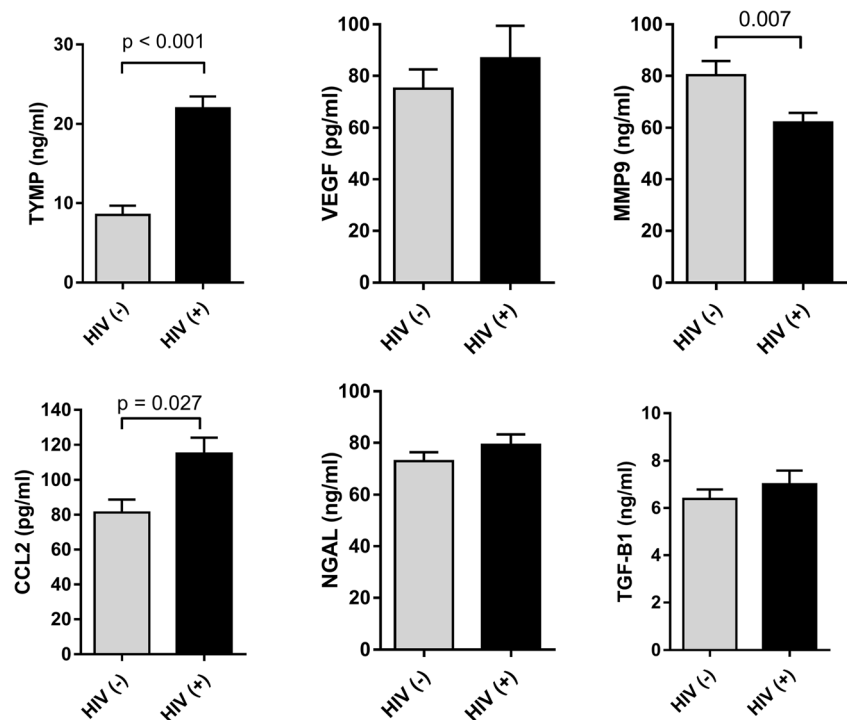 p < 0.001
TYMP (ng/ml)
30
20
10
0
HIV (-)
HIV (+)
VEGF (pg/ml)
100
80
60
40
20
0
HIV (-)
HIV (+)
0.007
MMP9 (ng/ml)
100
80
60
40
20
0
HIV (-)
HIV (+)
p = 0.027
CCL2 (pg/ml)
140
120
100
80
60
40
20
0
HIV (-)
HIV (+)
NGAL (ng/ml)
100
80
60
40
20
0
HIV (-)
HIV (+)
TGF-B1 (ng/ml)
10
8
6
4
2
0
HIV (-)
HIV (+)